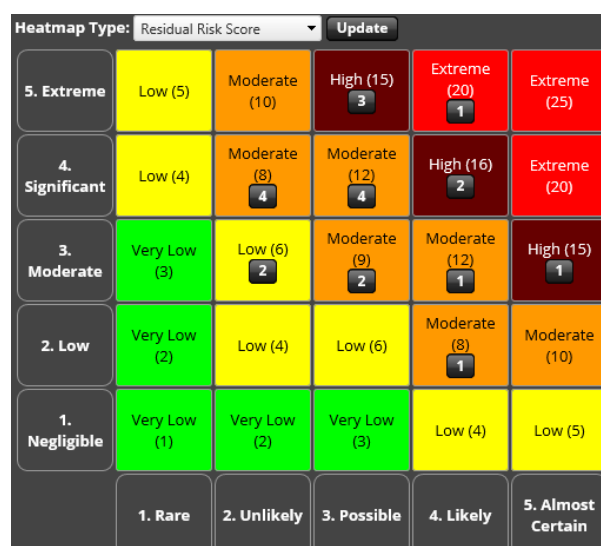 Heatmap Type: Residual Risk Score Update
5. Extreme
Low (5)
Moderate
(10)
High (15)
3
Extreme
(20)
1
Extreme
(25)
4.
Significant
Low (4)
Moderate
(8)
4
Moderate
(12)
4
High (16)
2
Extreme
(20)
3.
Moderate
Very Low
(3)
Low (6)
2
Moderate
(9)
2
Moderate
(12)
1
High (15)
1
2. Low
Very Low
(2)
Low (4)
Low (6)
Moderate
(8)
1
Moderate
(10)
1.
Negligible
Very Low
(1)
Very Low
(2)
Very Low
(3)
Low (4)
Low (5)
1. Rare
2. Unlikely
3. Possible
4. Likely
5. Almost
Certain